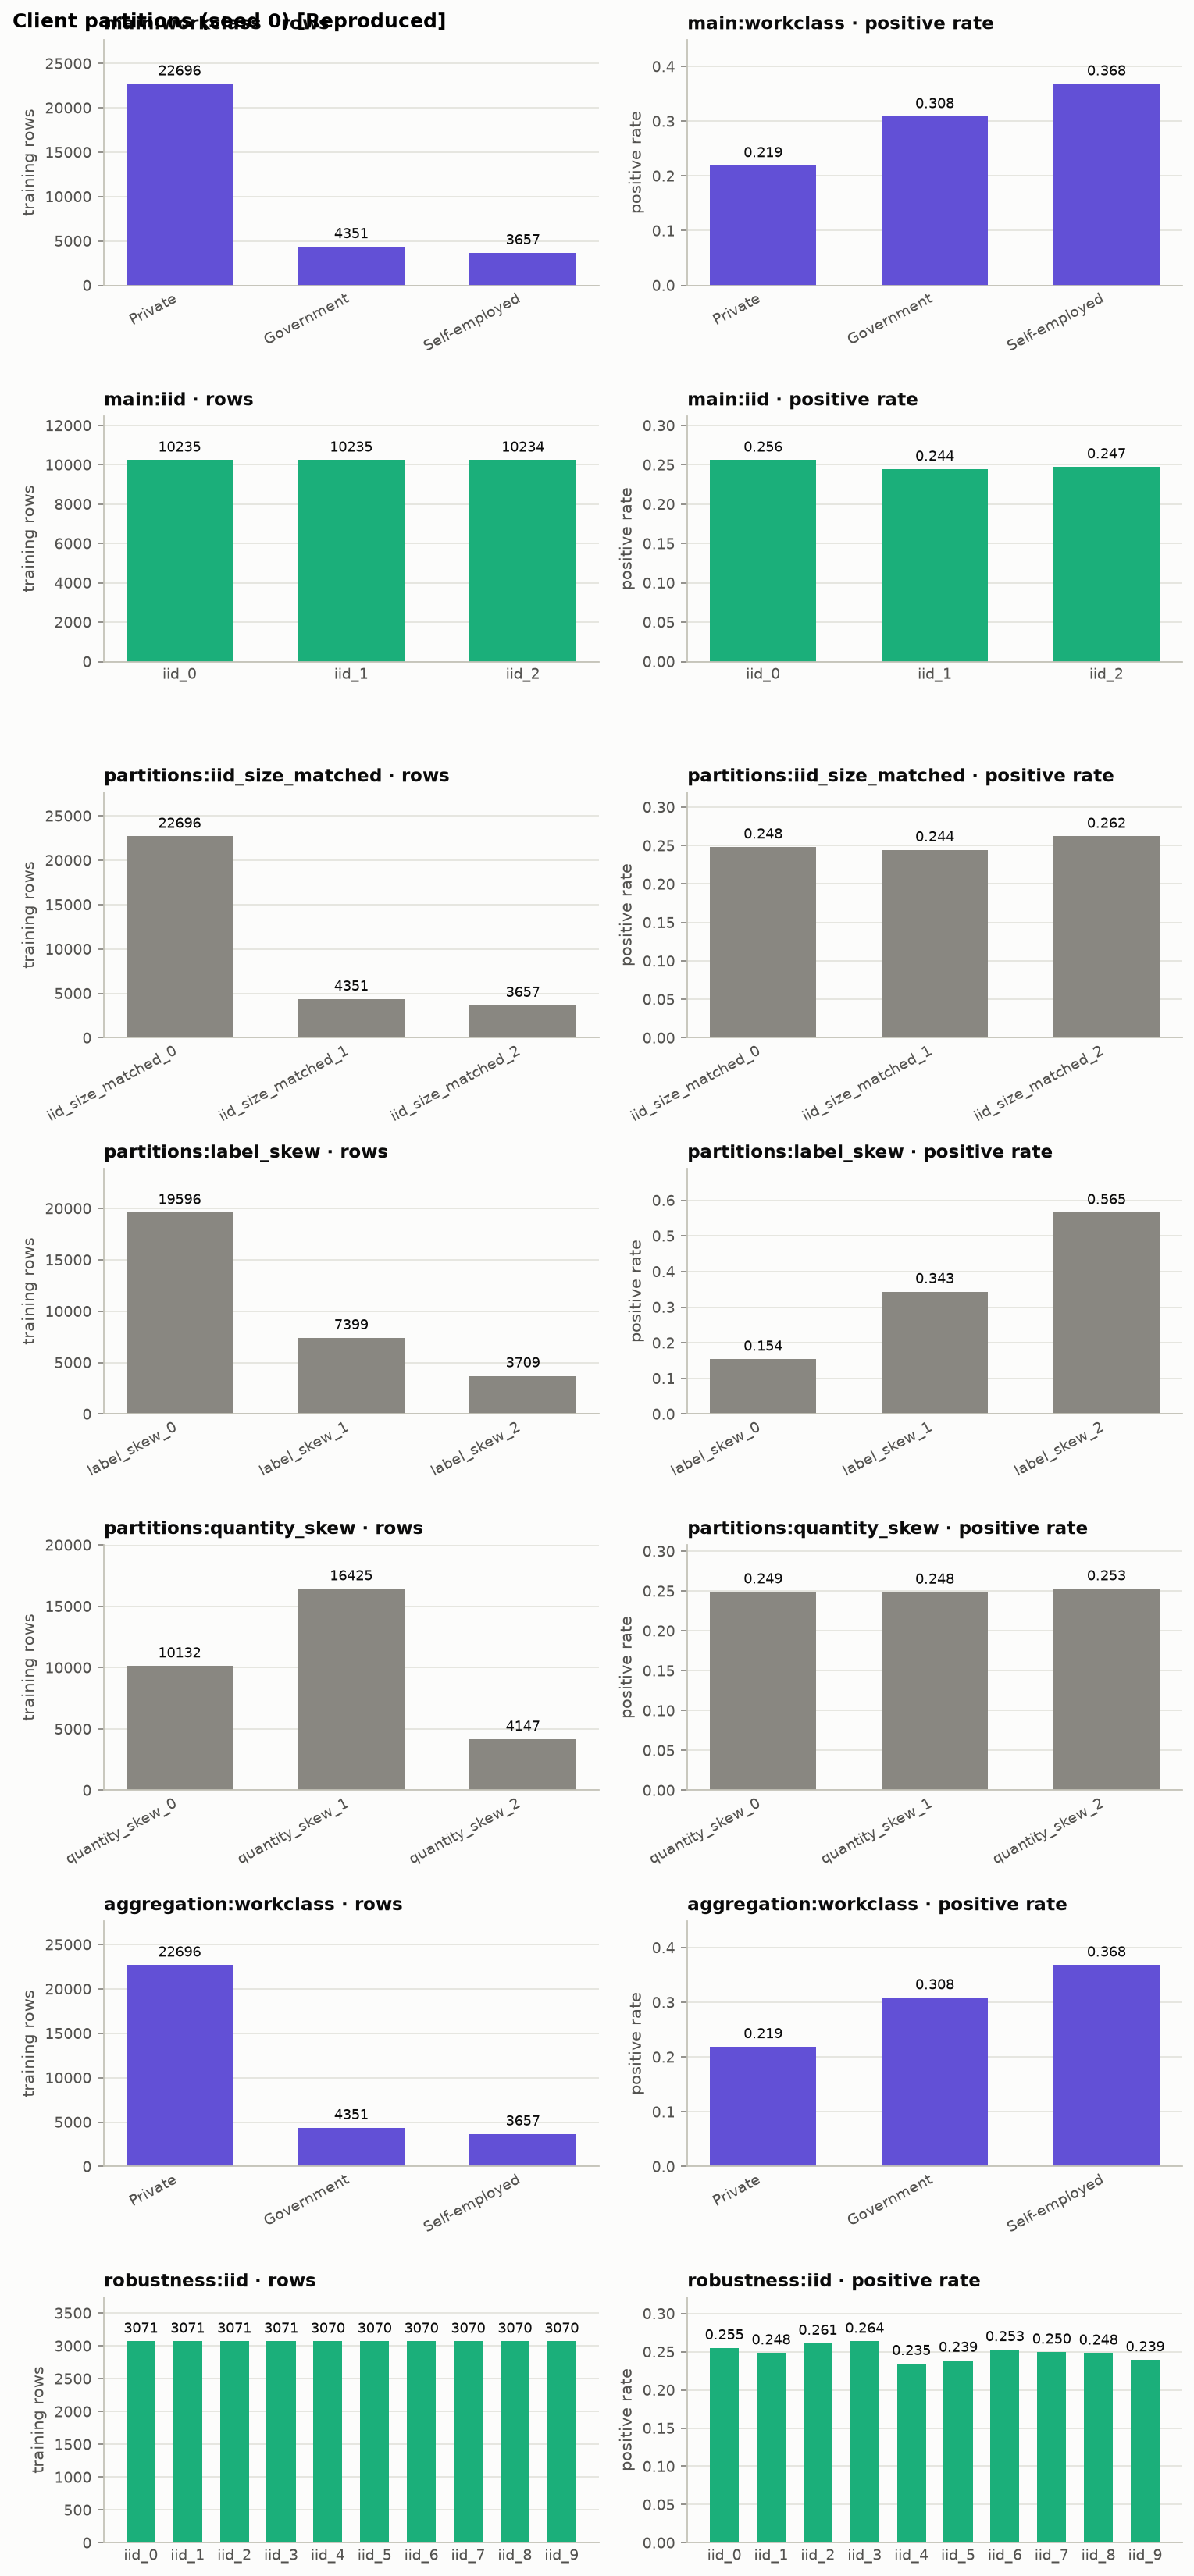 Client partitions (seed 0) [Reproduced]
main:workclass · rows
main:workclass · positive rate
training rows
25000
20000
15000
10000
5000
0
22696
4351
3657
Private
Government
Self-employed
positive rate
0.4
0.3
0.2
0.1
0.0
0.219
0.308
0.368
Private
Government
Self-employed
main:iid · rows
main:iid · positive rate
training rows
12000
10000
8000
6000
4000
2000
0
10235
10235
10234
iid_0
iid_1
iid_2
positive rate
0.30
0.25
0.20
0.15
0.10
0.05
0.00
0.256
0.244
0.247
iid_0
iid_1
iid_2
partitions:iid_size_matched · rows
partitions:iid_size_matched · positive rate
training rows
25000
20000
15000
10000
5000
0
22696
4351
3657
iid_size_matched_0
iid_size_matched_1
iid_size_matched_2
positive rate
0.30
0.25
0.20
0.15
0.10
0.05
0.00
0.248
0.244
0.262
iid_size_matched_0
iid_size_matched_1
iid_size_matched_2
partitions:label_skew · rows
partitions:label_skew · positive rate
training rows
20000
15000
10000
5000
0
19596
7399
3709
label_skew_0
label_skew_1
label_skew_2
positive rate
0.6
0.5
0.4
0.3
0.2
0.1
0.0
0.154
0.343
0.565
label_skew_0
label_skew_1
label_skew_2
partitions:quantity_skew · rows
partitions:quantity_skew · positive rate
training rows
20000
15000
10000
5000
0
10132
16425
4147
quantity_skew_0
quantity_skew_1
quantity_skew_2
positive rate
0.30
0.25
0.20
0.15
0.10
0.05
0.00
0.249
0.248
0.253
quantity_skew_0
quantity_skew_1
quantity_skew_2
aggregation:workclass · rows
aggregation:workclass · positive rate
training rows
25000
20000
15000
10000
5000
0
22696
4351
3657
Private
Government
Self-employed
positive rate
0.4
0.3
0.2
0.1
0.0
0.219
0.308
0.368
Private
Government
Self-employed
robustness:iid · rows
robustness:iid · positive rate
training rows
3500
3000
2500
2000
1500
1000
500
0
3071 3071 3071 3071 3070 3070 3070 3070 3070 3070
iid_0 iid_1 iid_2 iid_3 iid_4 iid_5 iid_6 iid_7 iid_8 iid_9
positive rate
0.30
0.25
0.20
0.15
0.10
0.05
0.00
0.255 0.248 0.261 0.264 0.235 0.239 0.253 0.250 0.248 0.239
iid_0 iid_1 iid_2 iid_3 iid_4 iid_5 iid_6 iid_7 iid_8 iid_9